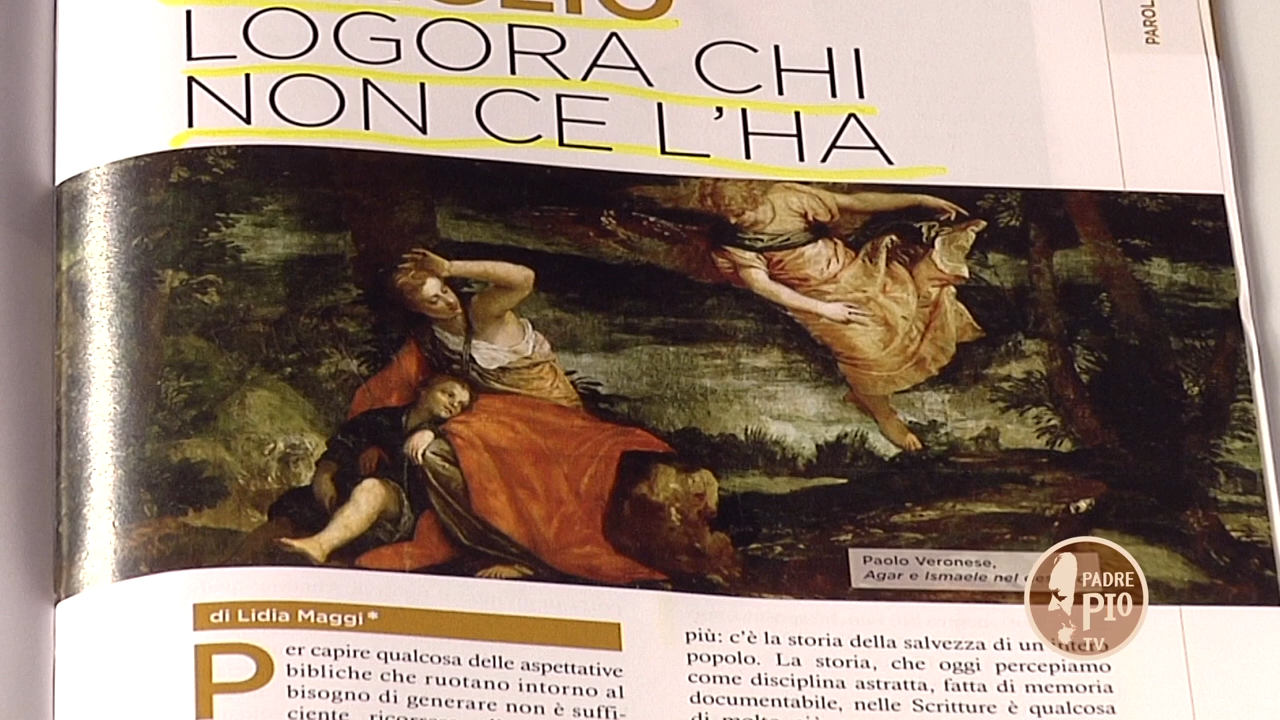 LOGORA CHI
NON CE L'HA
PAROL
Paolo Veronese,
Agar e Ismaele nel
PADRE
PIO
TV
di Lidia Maggi*
Per capire qualcosa delle aspettative
bibliche che ruotano intorno al
bisogno di generare non è suffi-
più: c'è la storia della salvezza di un intero
popolo. La storia, che oggi percepiamo
come disciplina astratta, fatta di memoria
documentabile, nelle Scritture è qualcosa